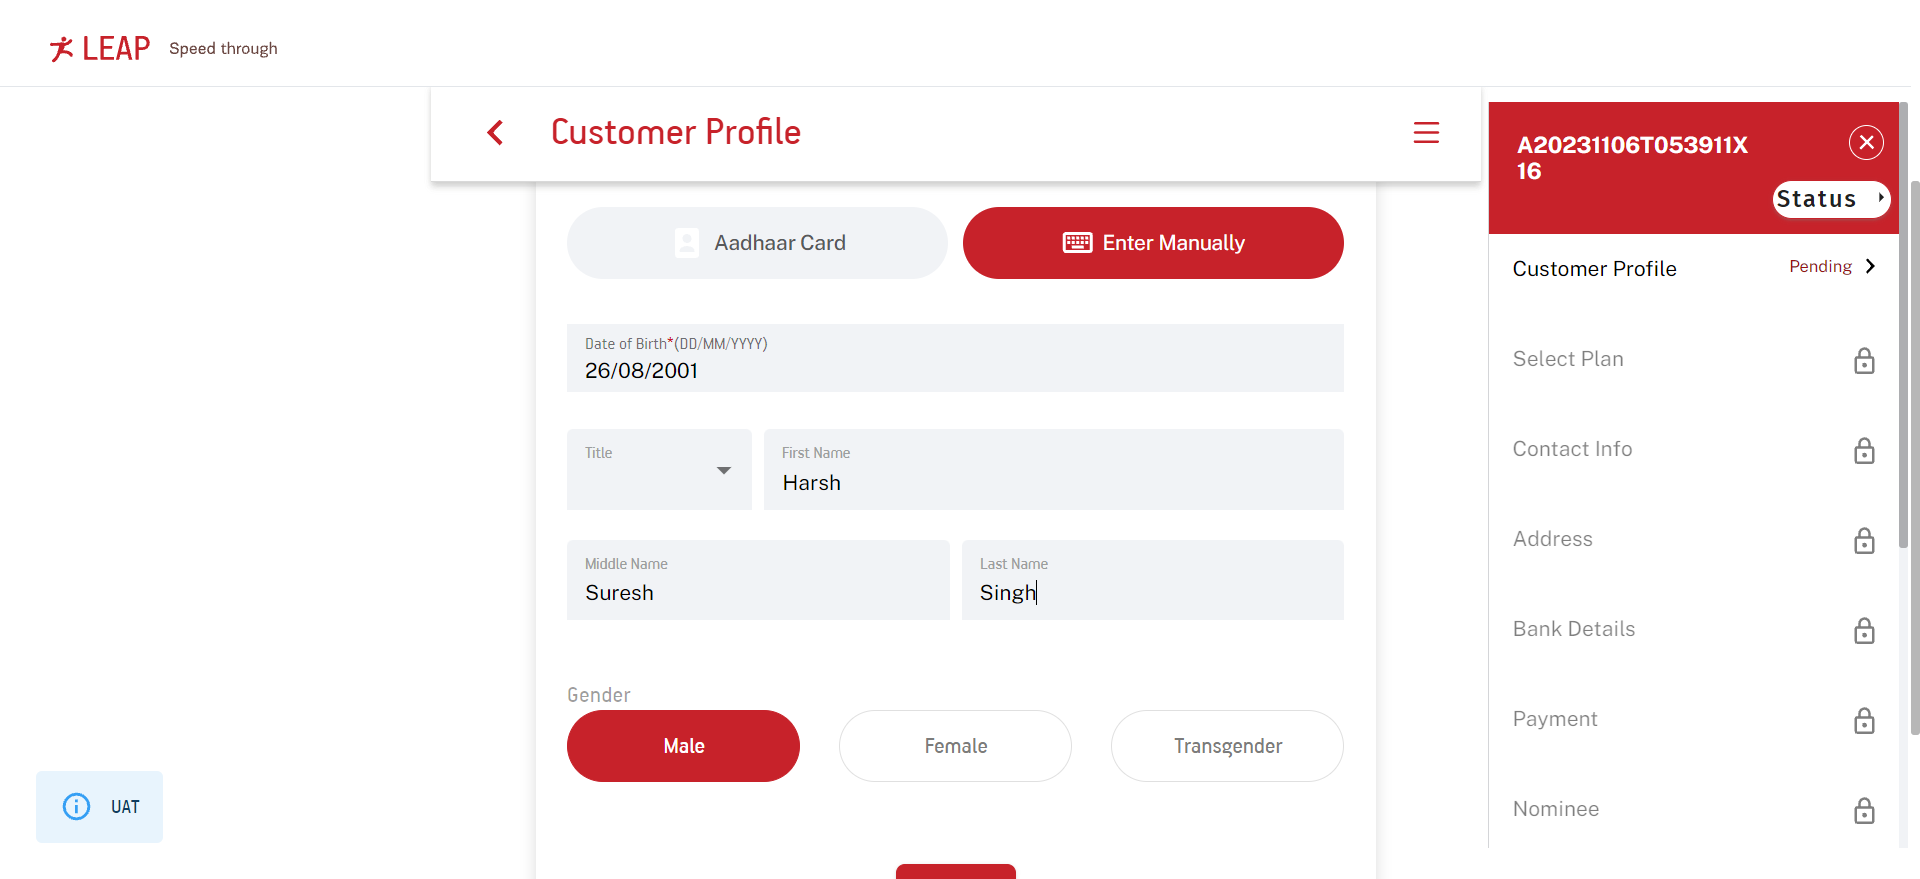 LEAP Speed through
Customer Profile
A20231106T053911X
16
Status
Aadhaar Card
Enter Manually
Date of Birth*(DD/MM/YYYY)
26/08/2001
Title
First Name
Harsh
Middle Name
Suresh
Last Name
Singh
Gender
Male
Female
Transgender
UAT
Customer Profile Pending
Select Plan
Contact Info
Address
Bank Details
Payment
Nominee